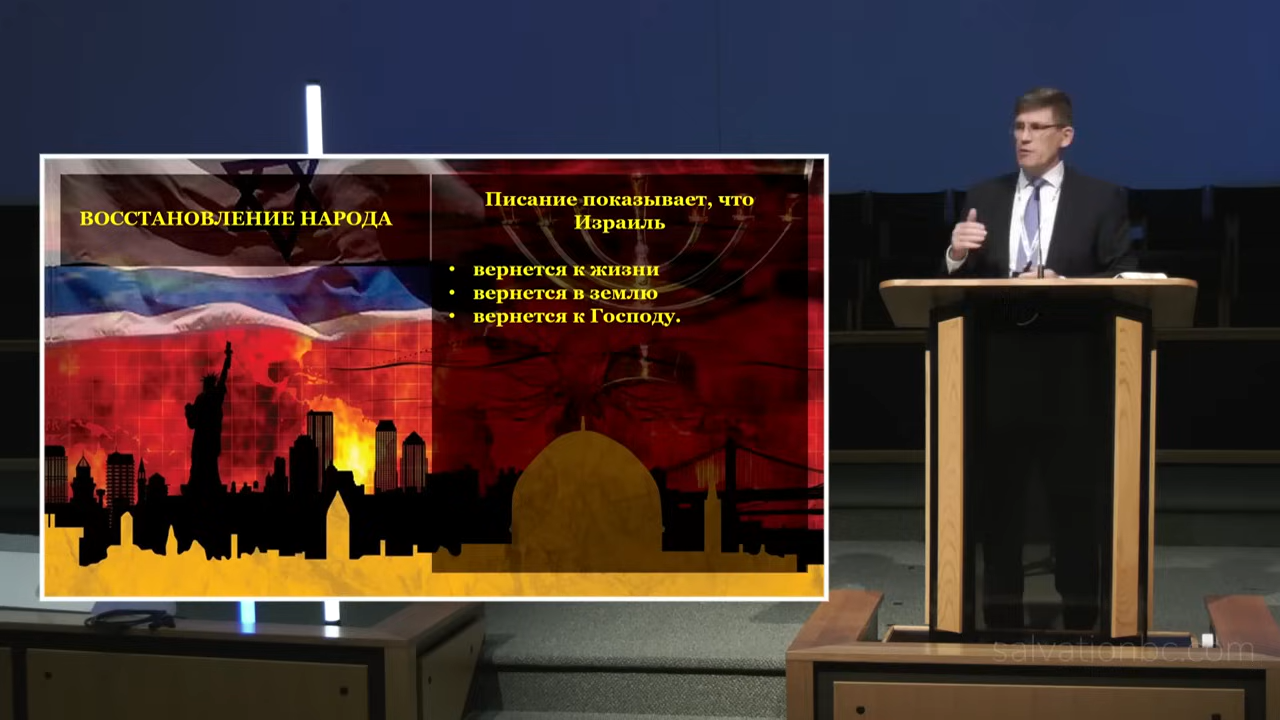 ВОССТАНОВЛЕНИЕ НАРОДА
Писание показывает, что
Израиль
• вернется к жизни
• вернется в землю
• вернется к Господу.
salvationbc.com